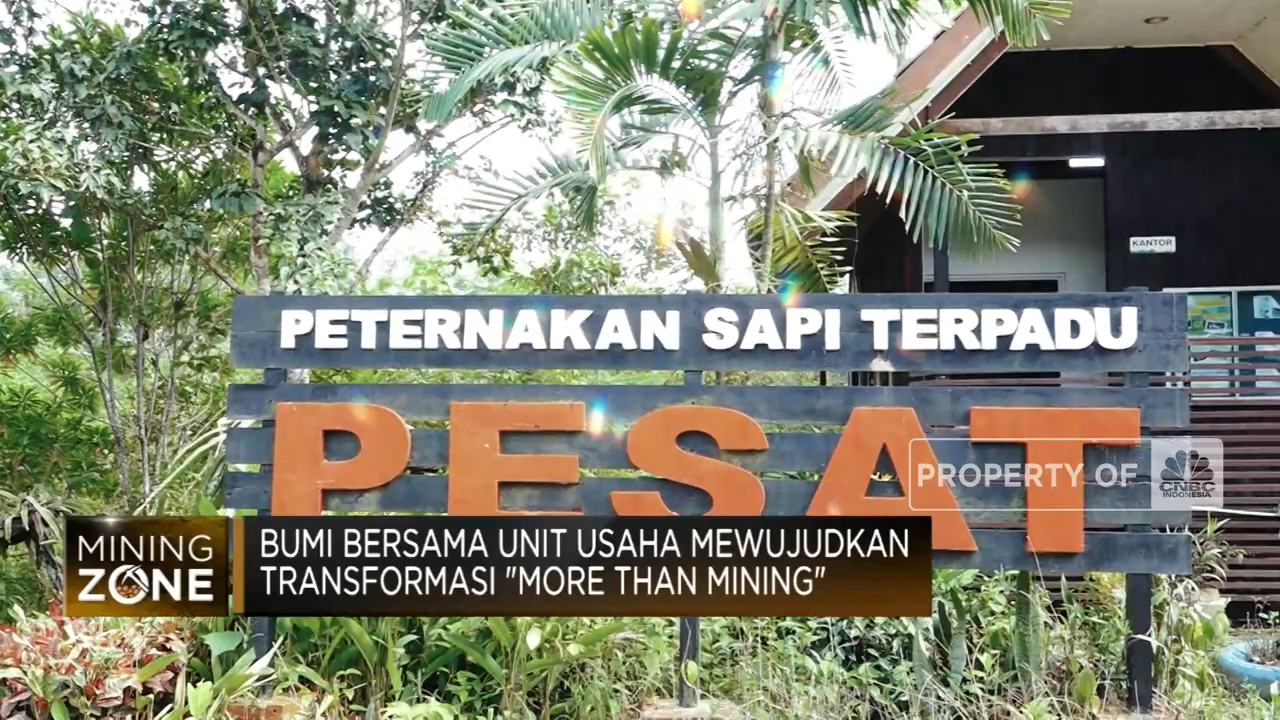 KANTOR
PETERNAKAN SAPI TERPADU
PESAT
PROPERTY OF CNBC INDONESIA
MINING ZONE
BUMI BERSAMA UNIT USAHA MEWUJUDKAN
TRANSFORMASI "MORE THAN MINING"